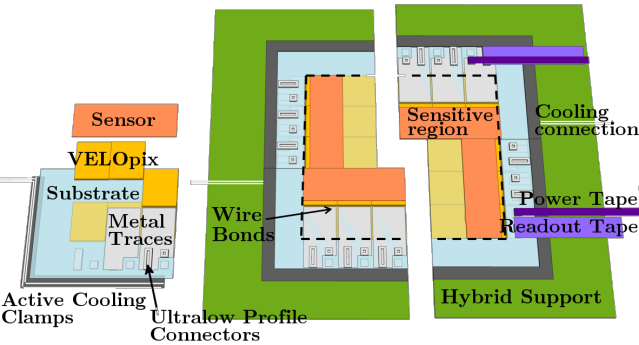 Sensor
VELOpix
Substrate
Metal
Traces
Active Cooling
Clamps
Ultralow Profile
Connectors
Wire
Bonds
Sensitive
region
Cooling
connection
Power Tape
Readout Tape
Hybrid Support